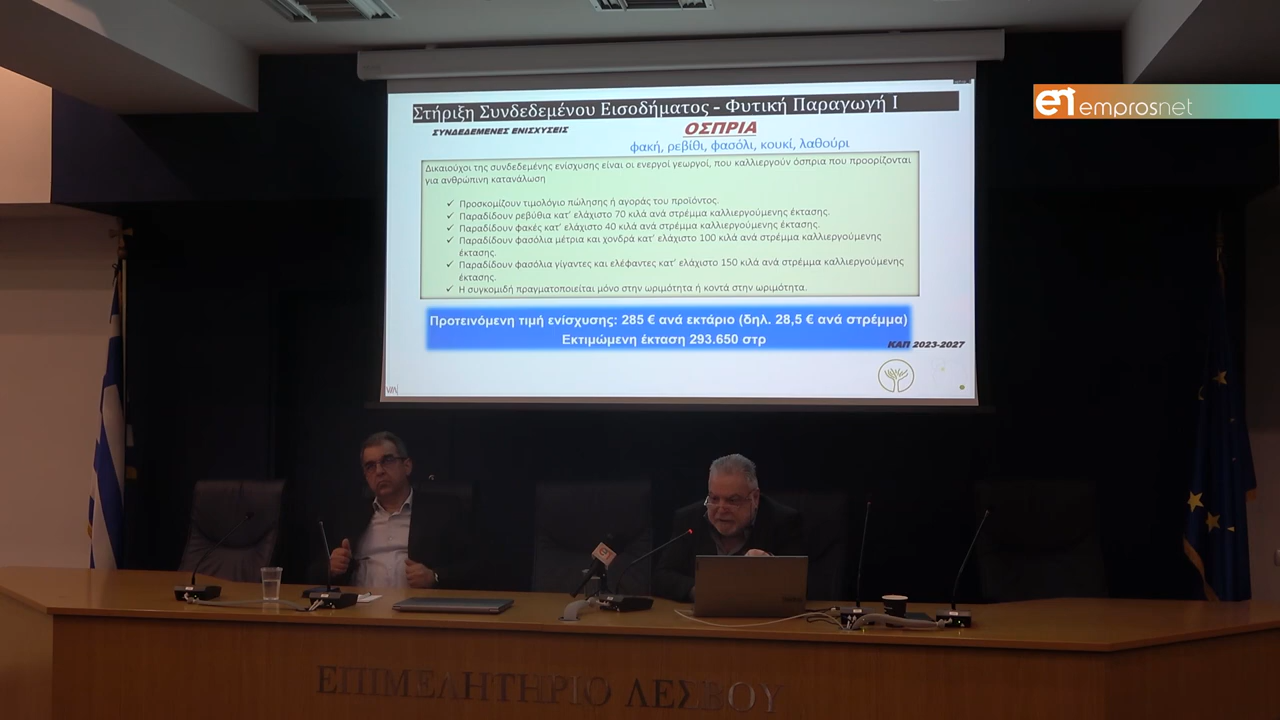 Στήριξη Συνδεδεμένου Εισοδήματος - Φυτική Παραγωγή Ι
ΣΥΝΔΕΔΕΜΕΝΕΣ ΕΝΙΣΧΥΣΕΙΣ
ΟΣΠΡΙΑ
φακή, ρεβίθι, φασόλι, κουκί, λαθούρι
Δικαιούχοι της συνδεδεμένης ενίσχυσης είναι οι ενεργοί γεωργοί, που καλλιεργούν όσπρια που προορίζονται
για ανθρώπινη κατανάλωση
✓ Προσκομίζουν τιμολόγιο πώλησης ή αγοράς του προϊόντος.
✓ Παραδίδουν ρεβύθια κατ' ελάχιστο 70 κιλά ανά στρέμμα καλλιεργούμενης έκτασης.
✓ Παραδίδουν φακές κατ' ελάχιστο 40 κιλά ανά στρέμμα καλλιεργούμενης έκτασης.
✓ Παραδίδουν φασόλια μέτρια και χονδρά κατ' ελάχιστο 100 κιλά ανά στρέμμα καλλιεργούμενης
έκτασης.
✓ Παραδίδουν φασόλια γίγαντες και ελέφαντες κατ' ελάχιστο 150 κιλά ανά στρέμμα καλλιεργούμενης
έκτασης.
✓ Η συγκομιδή πραγματοποιείται μόνο στην ωριμότητα ή κοντά στην ωριμότητα.
Προτεινόμενη τιμή ενίσχυσης: 285 € ανά εκτάριο (δηλ. 28,5 € ανά στρέμμα)
Εκτιμώμενη έκταση 293.650 στρ
ΚΑΠ 2023-2027
emprosnet
ΕΠΙΜΕΛΗΤΗΡΙΟ ΛΕΣΒΟΥ